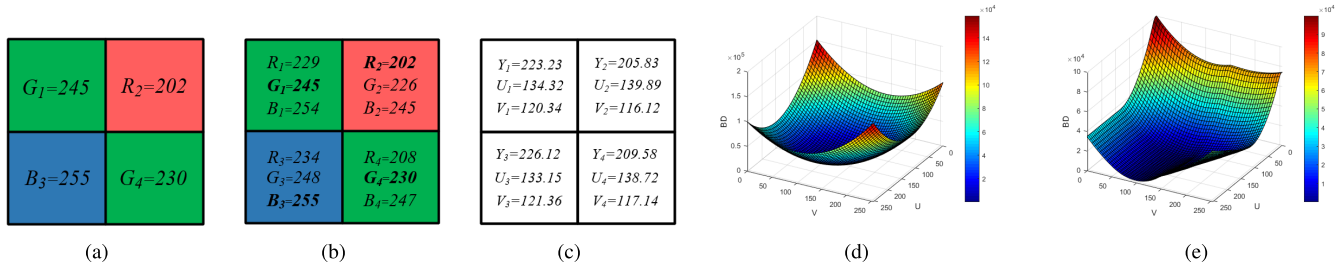 G1=245
R2=202
B3=255
G4=230
(a)
R1=229
G1=245
B1=254
R2=202
G2=226
B2=245
R3=234
G3=248
B3=255
R4=208
G4=230
B4=247
(b)
Y1=223.23
U1=134.32
V1=120.34
Y2=205.83
U2=139.89
V2=116.12
Y3=226.12
U3=133.15
V3=121.36
Y4=209.58
U4=138.72
V4=117.14
(c)
×10^5
2
1.5
1
0.5
0
BD
0
50
100
150
200
250
V
0
50
100
150
200
250
U
×10^4
14
12
10
8
6
4
2
(d)
×10^4
10
8
6
4
2
0
BD
0
50
100
150
200
250
V
0
50
100
150
200
250
U
×10^4
9
8
7
6
5
4
3
2
1
(e)